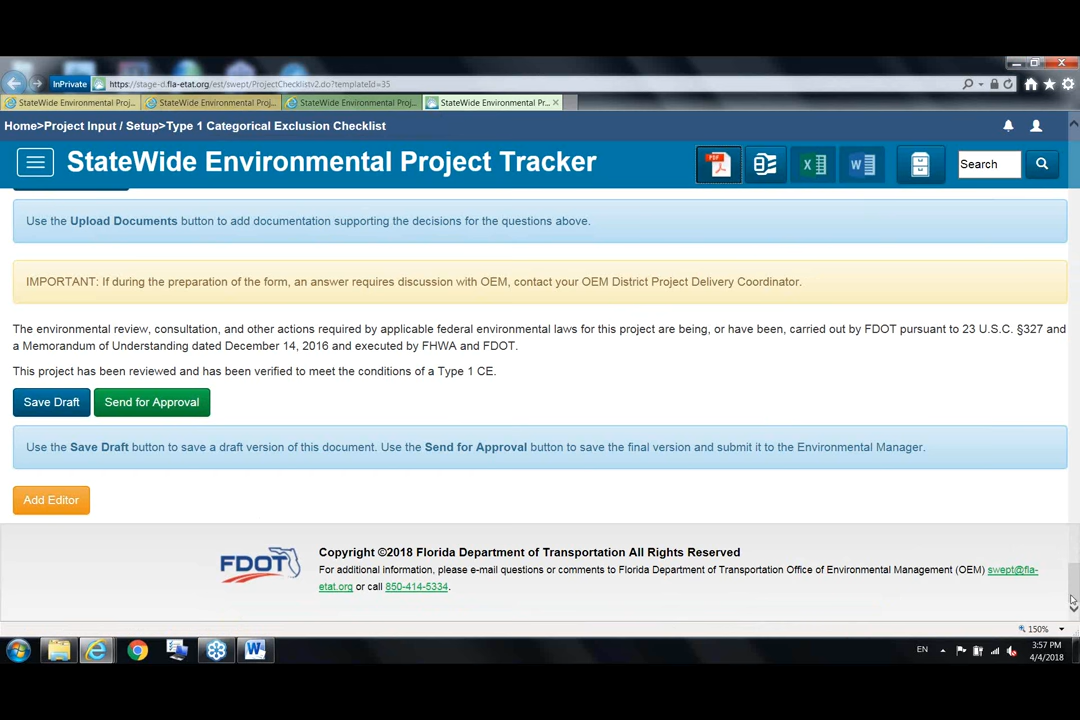 InPrivate https://stage-d.fla-etat.org/est/swept/ProjectChecklistv2.do?templateId=35
StateWide Environmental Proj... StateWide Environmental Proj... StateWide Environmental Proj... StateWide Environmental Pr...
Home>Project Input / Setup>Type 1 Categorical Exclusion Checklist
StateWide Environmental Project Tracker
PDF
Search
Use the Upload Documents button to add documentation supporting the decisions for the questions above.
IMPORTANT: If during the preparation of the form, an answer requires discussion with OEM, contact your OEM District Project Delivery Coordinator.
The environmental review, consultation, and other actions required by applicable federal environmental laws for this project are being, or have been, carried out by FDOT pursuant to 23 U.S.C. §327 and
a Memorandum of Understanding dated December 14, 2016 and executed by FHWA and FDOT.
This project has been reviewed and has been verified to meet the conditions of a Type 1 CE.
Save Draft Send for Approval
Use the Save Draft button to save a draft version of this document. Use the Send for Approval button to save the final version and submit it to the Environmental Manager.
Add Editor
FDOT
Copyright ©2018 Florida Department of Transportation All Rights Reserved
For additional information, please e-mail questions or comments to Florida Department of Transportation Office of Environmental Management (OEM) swept@fla-
etat.org or call 850-414-5334.
150%
EN
3:57 PM
4/4/2018